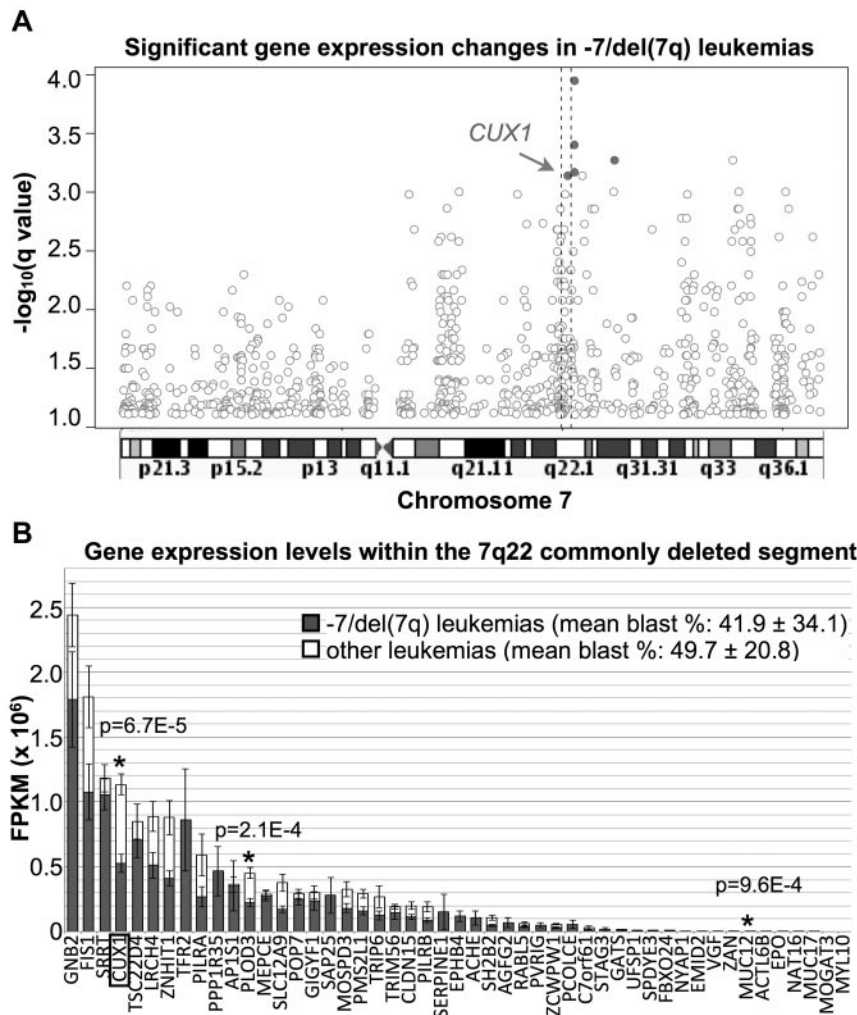 A
Significant gene expression changes in -7/del(7q) leukemias
4.0
3.5
3.0
2.5
2.0
1.5
1.0
-log10(q value)
CUX1
p21.3 p15.2 p13 q11.1 q21.11 q22.1 q31.31 q33 q36.1
Chromosome 7
B
Gene expression levels within the 7q22 commonly deleted segment
-7/del(7q) leukemias (mean blast %: 41.9 ± 34.1)
other leukemias (mean blast %: 49.7 ± 20.8)
2.5
2.0
1.5
1.0
0.5
0
FPKM (x 10⁶)
p=6.7E-5
*
p=2.1E-4
*
p=9.6E-4
*
GNB2
FIS1
SRRT
CUX1
TSC22D4
LRCH4
ZNHIT1
TFR2
PILRA
PPP1R35
AP1S1
PLOD3
MEPCE
SLC12A9
POP7
GIGYF1
SAP25
MOSPD3
PMS2L1
TRIP6
TRIM56
CLDN15
PILRB
SERPINE1
EPHB4
ACHE
SH2B2
AGFG2
RABL5
PVRIG
ZCWPW1
PCOLCE
C7orf61
STAG3
GATS
UFSP1
SPDYE3
FBXO24
NYAP1
EMID2
VGF
ZAN
MUC12
ACTL6B
EPO
NAT16
MUC17
MOGAT3
MYL10